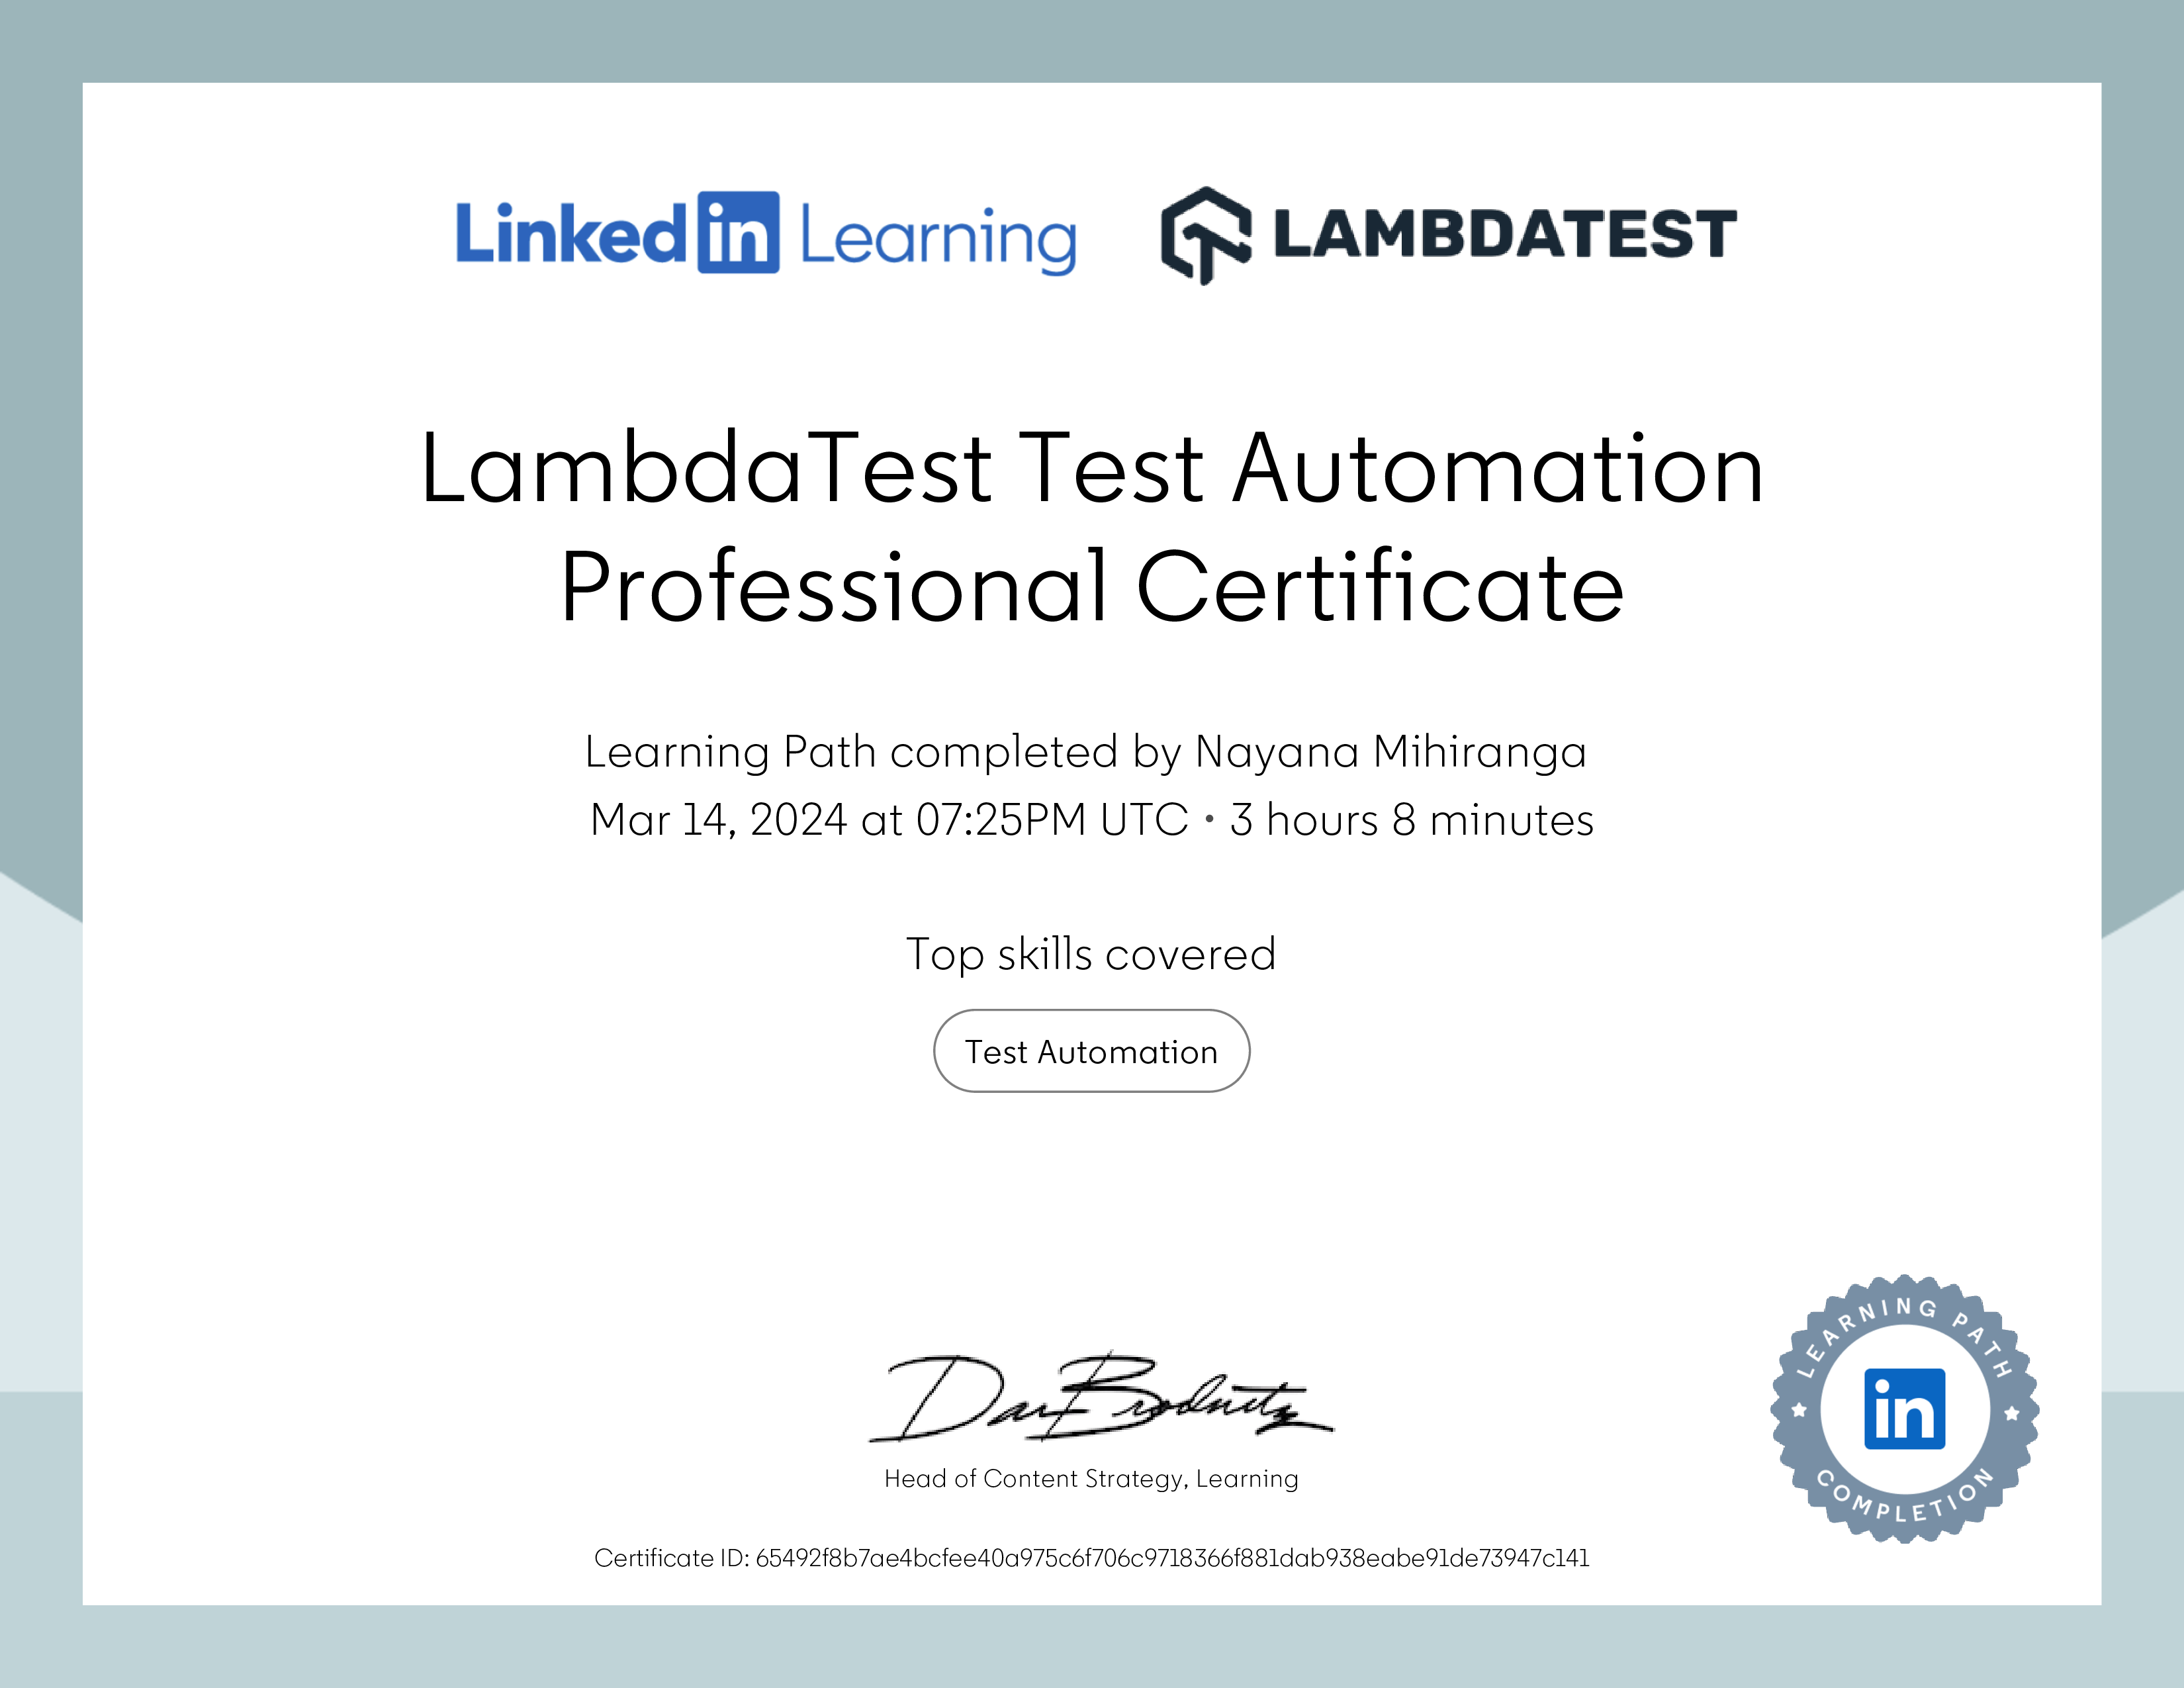 Linked in Learning
LAMBDATEST
LambdaTest Test Automation
Professional Certificate
Learning Path completed by Nayana Mihiranga
Mar 14, 2024 at 07:25PM UTC • 3 hours 8 minutes
Top skills covered
Test Automation
Dan Brodnitz
Head of Content Strategy, Learning
Certificate ID: 65492f8b7ae4bcfee40a975c6f706c9718366f881dab938eabe91de73947c141
LEARNING PATH
in
COMPLETION